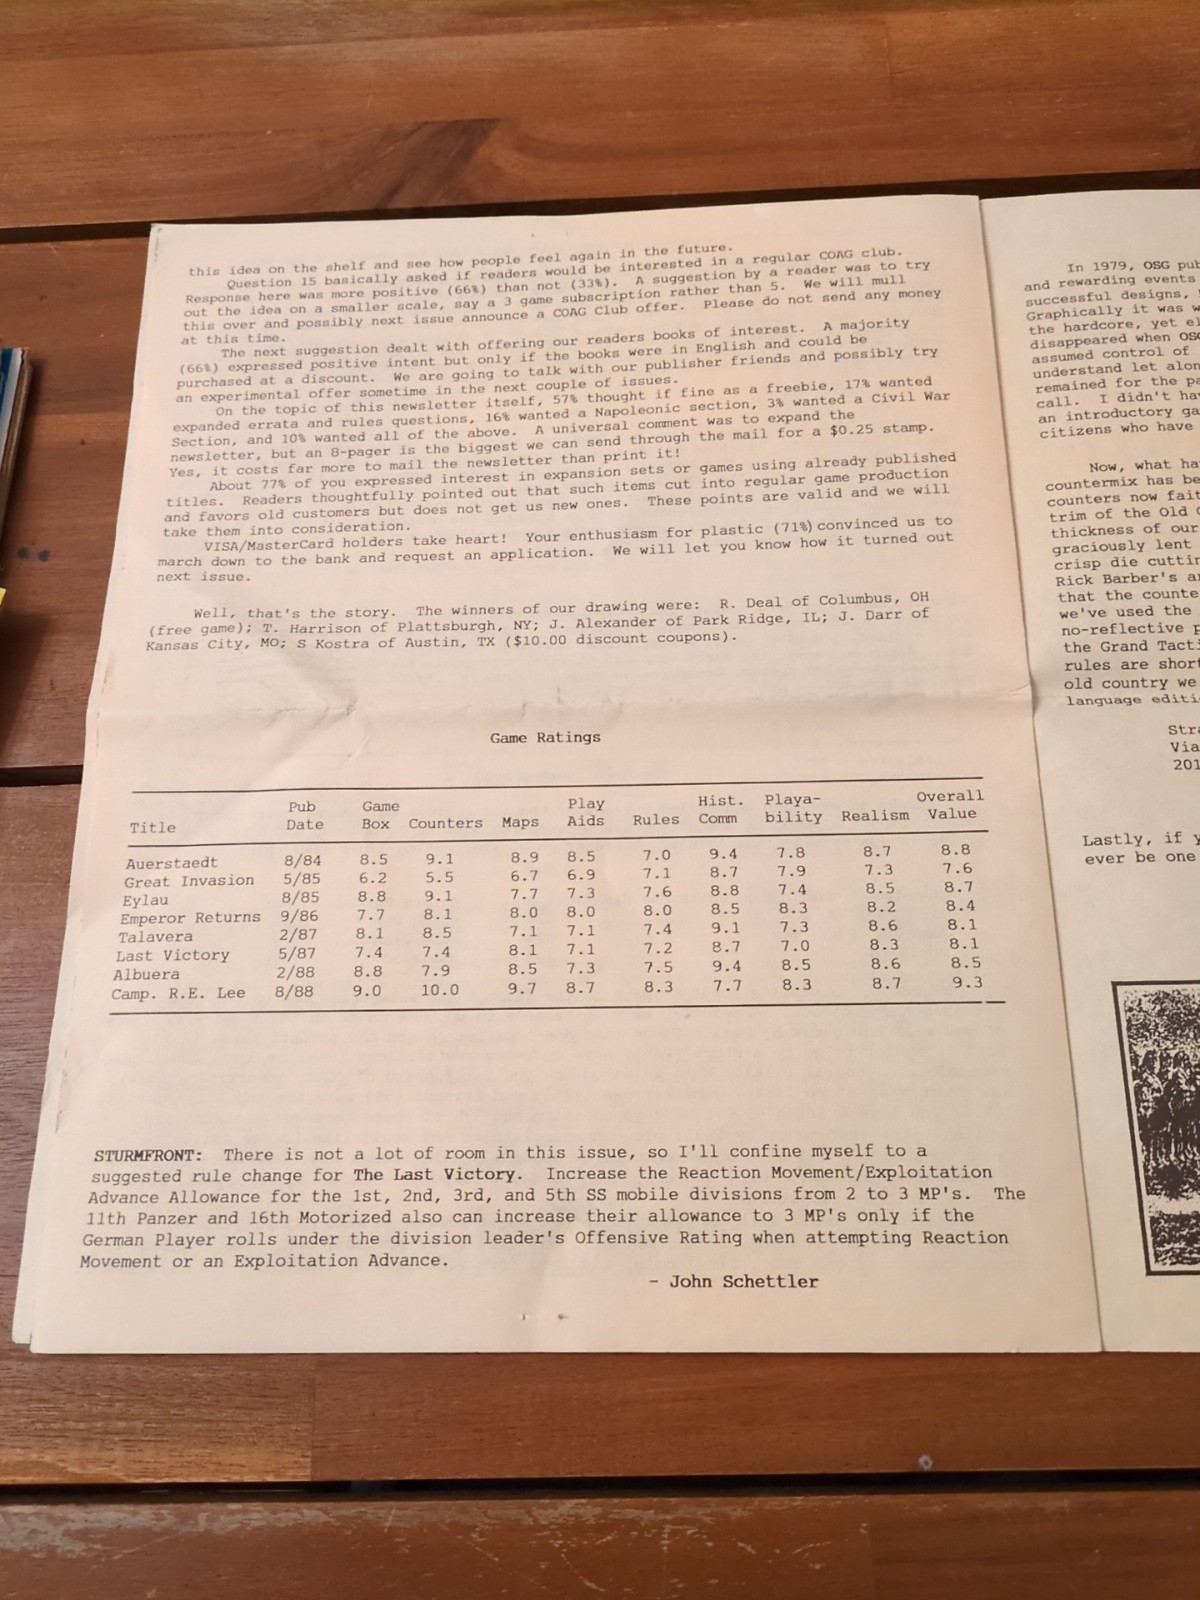 this idea on the shelf and see how people feel again in the future.
Question 15 basically asked if readers would be interested in a regular COAG club.
Response here was more positive (66%) than not (33%). A suggestion by a reader was to try
out the idea on a smaller scale, say a 3 game subscription rather than 5. We will mull
this over and possibly next issue announce a COAG Club offer. Please do not send any money
at this time.
The next suggestion dealt with offering our readers books of interest. A majority
(66%) expressed positive intent but only if the books were in English and could be
purchased at a discount. We are going to talk with our publisher friends and possibly try
an experimental offer sometime in the next couple of issues.
On the topic of this newsletter itself, 57% thought if fine as a freebie, 17% wanted
expanded errata and rules questions, 16% wanted a Napoleonic section, 3% wanted a Civil War
Section, and 10% wanted all of the above. A universal comment was to expand the
newsletter, but an 8-pager is the biggest we can send through the mail for a $0.25 stamp.
Yes, it costs far more to mail the newsletter than print it!
About 77% of you expressed interest in expansion sets or games using already published
titles. Readers thoughtfully pointed out that such items cut into regular game production
and favors old customers but does not get us new ones. These points are valid and we will
take them into consideration.
VISA/MasterCard holders take heart! Your enthusiasm for plastic (71%) convinced us to
march down to the bank and request an application. We will let you know how it turned out
next issue.
Well, that's the story. The winners of our drawing were: R. Deal of Columbus, OH
(free game); T. Harrison of Plattsburgh, NY; J. Alexander of Park Ridge, IL; J. Darr of
Kansas City, MO; S Kostra of Austin, TX ($10.00 discount coupons).
Game Ratings
Title Pub Date Game Box Counters Maps Play Aids Rules Hist. Comm Playa-bility Realism Overall Value
Auerstaedt 8/84 8.5 9.1 8.9 8.5 7.0 9.4 7.8 8.7 8.8
Great Invasion 5/85 6.2 5.5 6.7 6.9 7.1 8.7 7.9 7.3 7.6
Eylau 8/85 8.8 9.1 7.7 7.3 7.6 8.8 7.4 8.5 8.7
Emperor Returns 9/86 7.7 8.1 8.0 8.0 8.0 8.5 8.3 8.2 8.4
Talavera 2/87 8.1 8.5 7.1 7.1 7.4 9.1 7.3 8.6 8.1
Last Victory 5/87 7.4 7.4 8.1 7.1 7.2 8.7 7.0 8.3 8.1
Albuera 2/88 8.8 7.9 8.5 7.3 7.5 9.4 8.5 8.6 8.5
Camp. R.E. Lee 8/88 9.0 10.0 9.7 8.7 8.3 7.7 8.3 8.7 9.3
STURMFRONT: There is not a lot of room in this issue, so I'll confine myself to a
suggested rule change for The Last Victory. Increase the Reaction Movement/Exploitation
Advance Allowance for the 1st, 2nd, 3rd, and 5th SS mobile divisions from 2 to 3 MP's. The
11th Panzer and 16th Motorized also can increase their allowance to 3 MP's only if the
German Player rolls under the division leader's Offensive Rating when attempting Reaction
Movement or an Exploitation Advance.
- John Schettler
In 1979, OSG
and rewarding events
successful designs,
Graphically it was
the hardcore, yet
disappeared when
assumed control of
understand let
remained for the
call. I didn't
an introductory
citizens who have
Now, what
countermix has
counters now
trim of the Old
thickness of our
graciously lent
crisp die
Rick Barber's
that the
we've used the
no-reflective
the Grand
rules are
old country we
language
Via
Lastly, if
ever be one